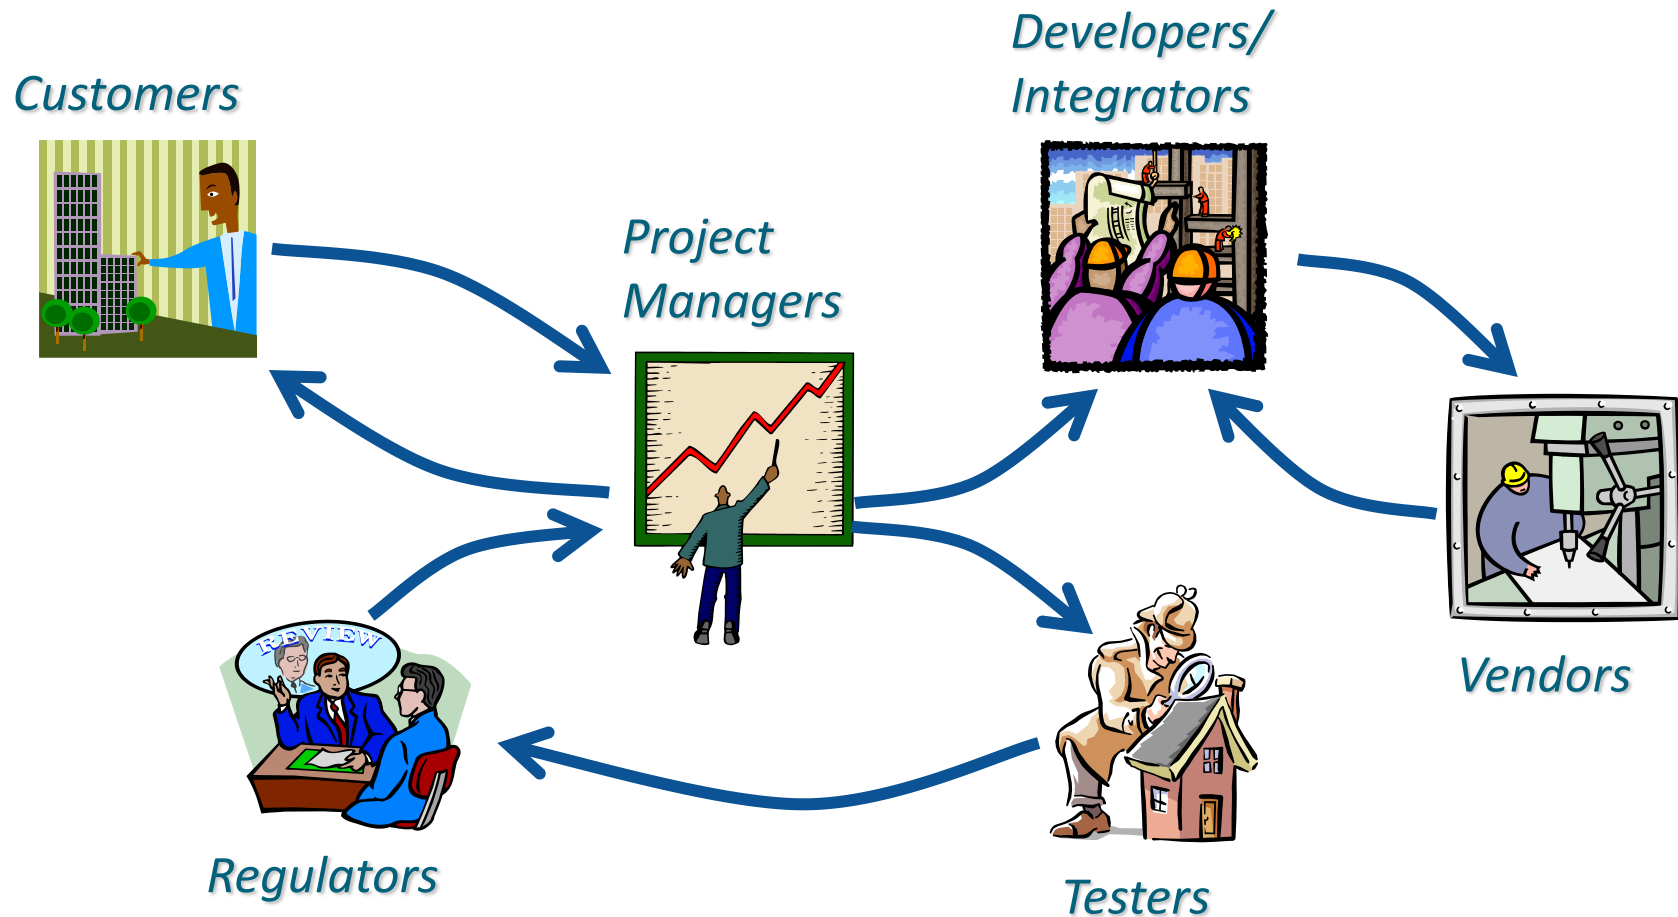 Customers
Developers/
Integrators
Project
Managers
REVIEW
Vendors
Regulators
Testers